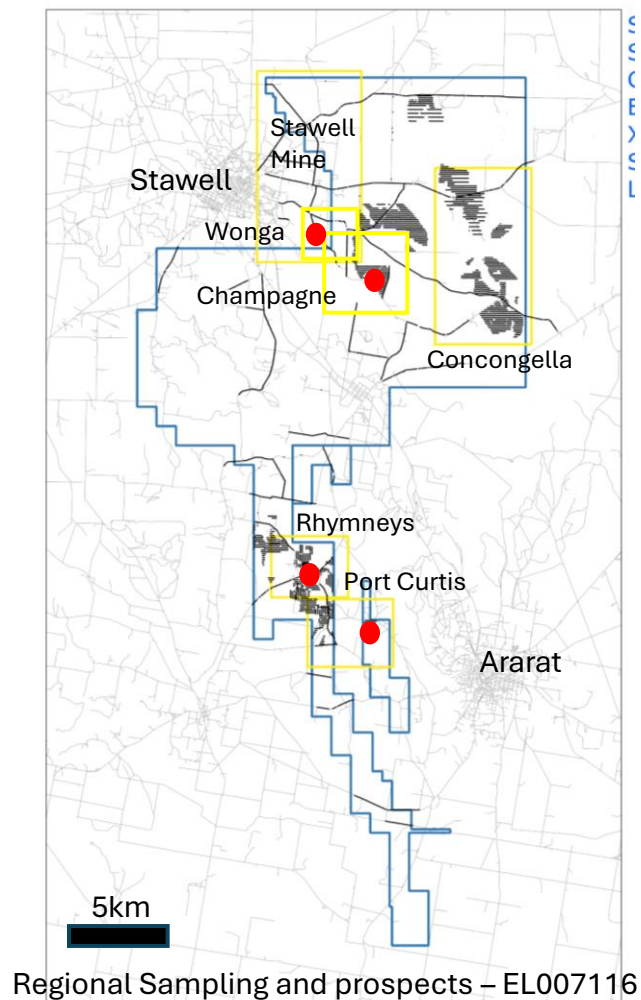 Stawell
Mine
Stawell
Wonga
Champagne
Concongella
Rhymneys
Port Curtis
Ararat
5km
Regional Sampling and prospects – EL007116